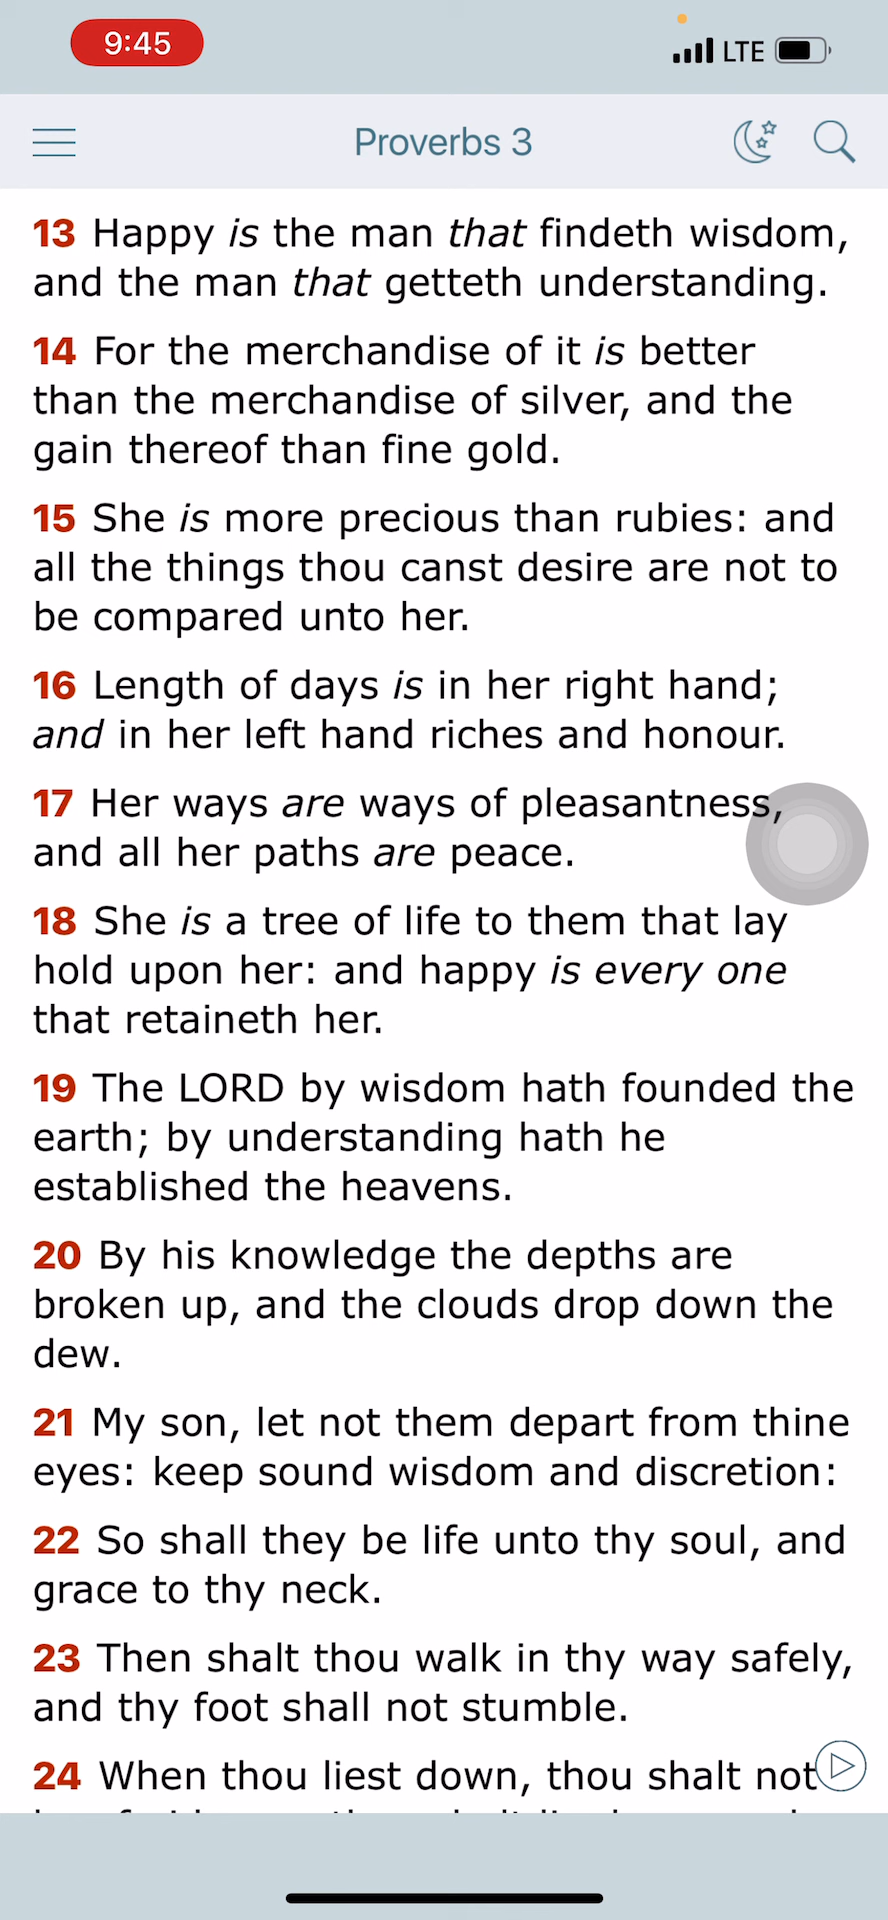 9:45
LTE
Proverbs 3
13 Happy is the man that findeth wisdom,
and the man that getteth understanding.
14 For the merchandise of it is better
than the merchandise of silver, and the
gain thereof than fine gold.
15 She is more precious than rubies: and
all the things thou canst desire are not to
be compared unto her.
16 Length of days is in her right hand;
and in her left hand riches and honour.
17 Her ways are ways of pleasantness,
and all her paths are peace.
18 She is a tree of life to them that lay
hold upon her: and happy is every one
that retaineth her.
19 The LORD by wisdom hath founded the
earth; by understanding hath he
established the heavens.
20 By his knowledge the depths are
broken up, and the clouds drop down the
dew.
21 My son, let not them depart from thine
eyes: keep sound wisdom and discretion:
22 So shall they be life unto thy soul, and
grace to thy neck.
23 Then shalt thou walk in thy way safely,
and thy foot shall not stumble.
24 When thou liest down, thou shalt not